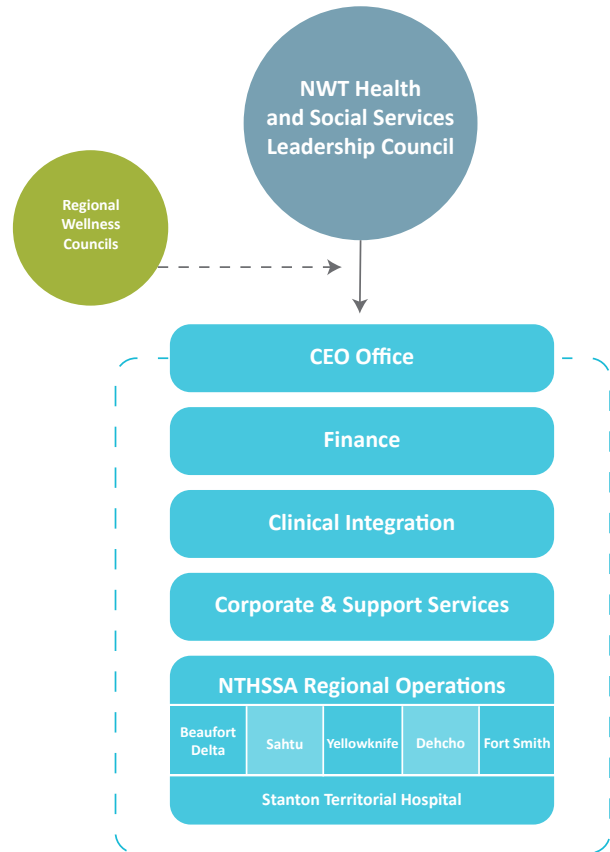 NWT Health
and Social Services
Leadership Council
Regional
Wellness
Councils
CEO Office
Finance
Clinical Integration
Corporate & Support Services
NTHSSA Regional Operations
Beaufort
Delta
Sahtu
Yellowknife
Dehcho
Fort Smith
Stanton Territorial Hospital